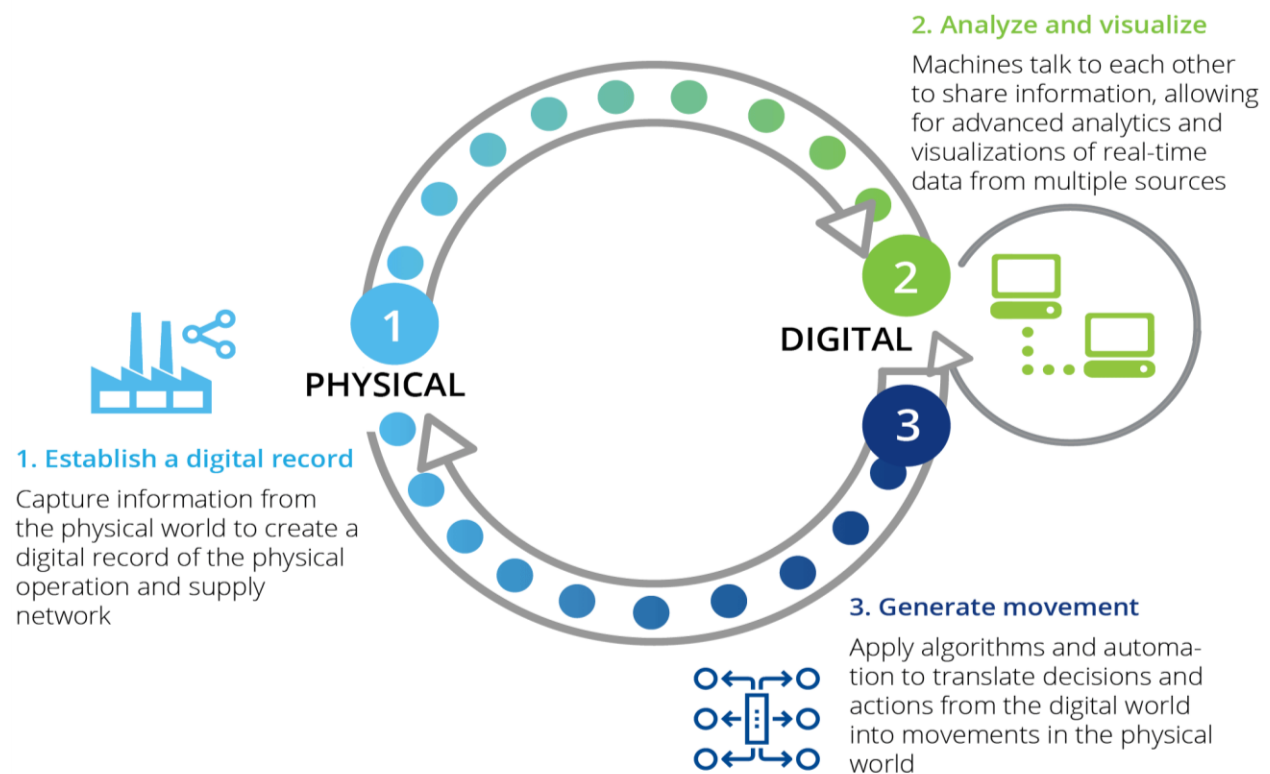 2. Analyze and visualize
Machines talk to each other
to share information, allowing
for advanced analytics and
visualizations of real-time
data from multiple sources
2
1
DIGITAL
PHYSICAL
3
1. Establish a digital record
Capture information from
the physical world to create a
digital record of the physical
operation and supply
network
3. Generate movement
Apply algorithms and automa-
tion to translate decisions and
actions from the digital world
into movements in the physical
world